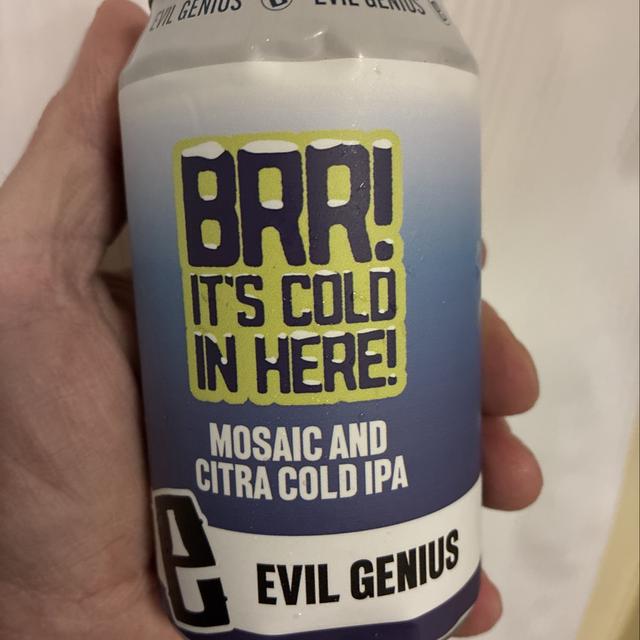 EVIL GENIUS EVIL GENIUS
BRR!
IT'S COLD
IN HERE!
MOSAIC AND
CITRA COLD IPA
e EVIL GENIUS